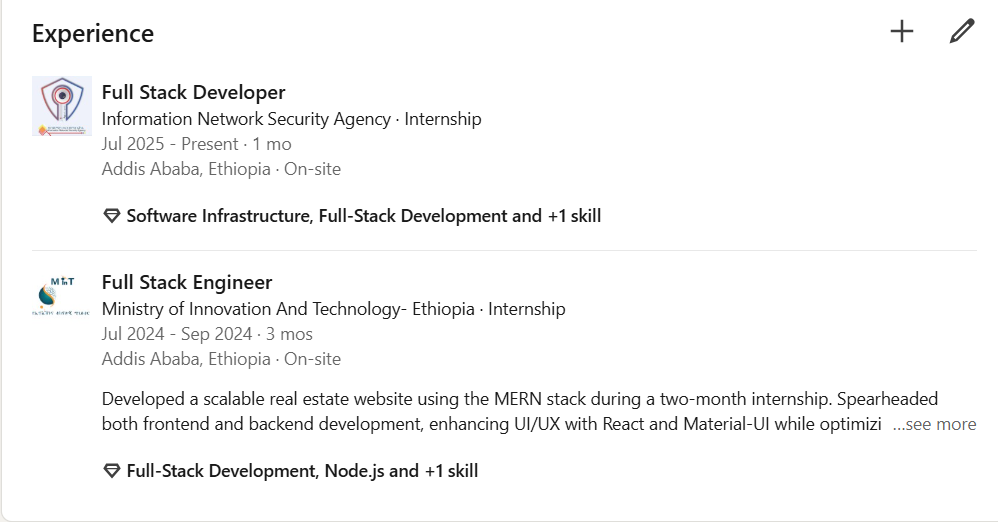 Experience
Full Stack Developer
Information Network Security Agency · Internship
Jul 2025 - Present · 1 mo
Addis Ababa, Ethiopia · On-site
Software Infrastructure, Full-Stack Development and +1 skill
Full Stack Engineer
Ministry of Innovation And Technology- Ethiopia · Internship
Jul 2024 - Sep 2024 · 3 mos
Addis Ababa, Ethiopia · On-site
Developed a scalable real estate website using the MERN stack during a two-month internship. Spearheaded
both frontend and backend development, enhancing UI/UX with React and Material-UI while optimizi ...see more
Full-Stack Development, Node.js and +1 skill